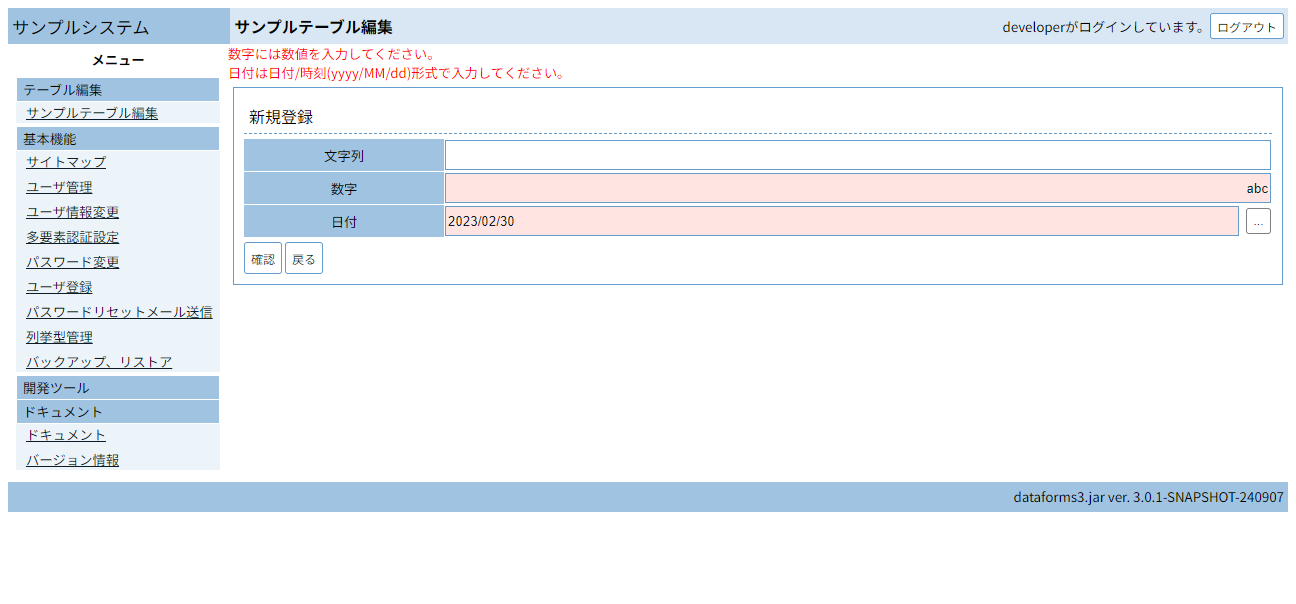 サンプルシステム
サンプルテーブル編集
developerがログインしています。 ログアウト
メニュー
テーブル編集
サンプルテーブル編集
基本機能
サイトマップ
ユーザ管理
ユーザ情報変更
多要素認証設定
パスワード変更
ユーザ登録
パスワードリセットメール送信
列挙型管理
バックアップ、リストア
開発ツール
ドキュメント
ドキュメント
バージョン情報
数字には数値を入力してください。
日付は日付/時刻(yyyy/MM/dd)形式で入力してください。
新規登録
文字列
数字 abc
日付 2023/02/30 ...
確認 戻る
dataforms3.jar ver. 3.0.1-SNAPSHOT-240907